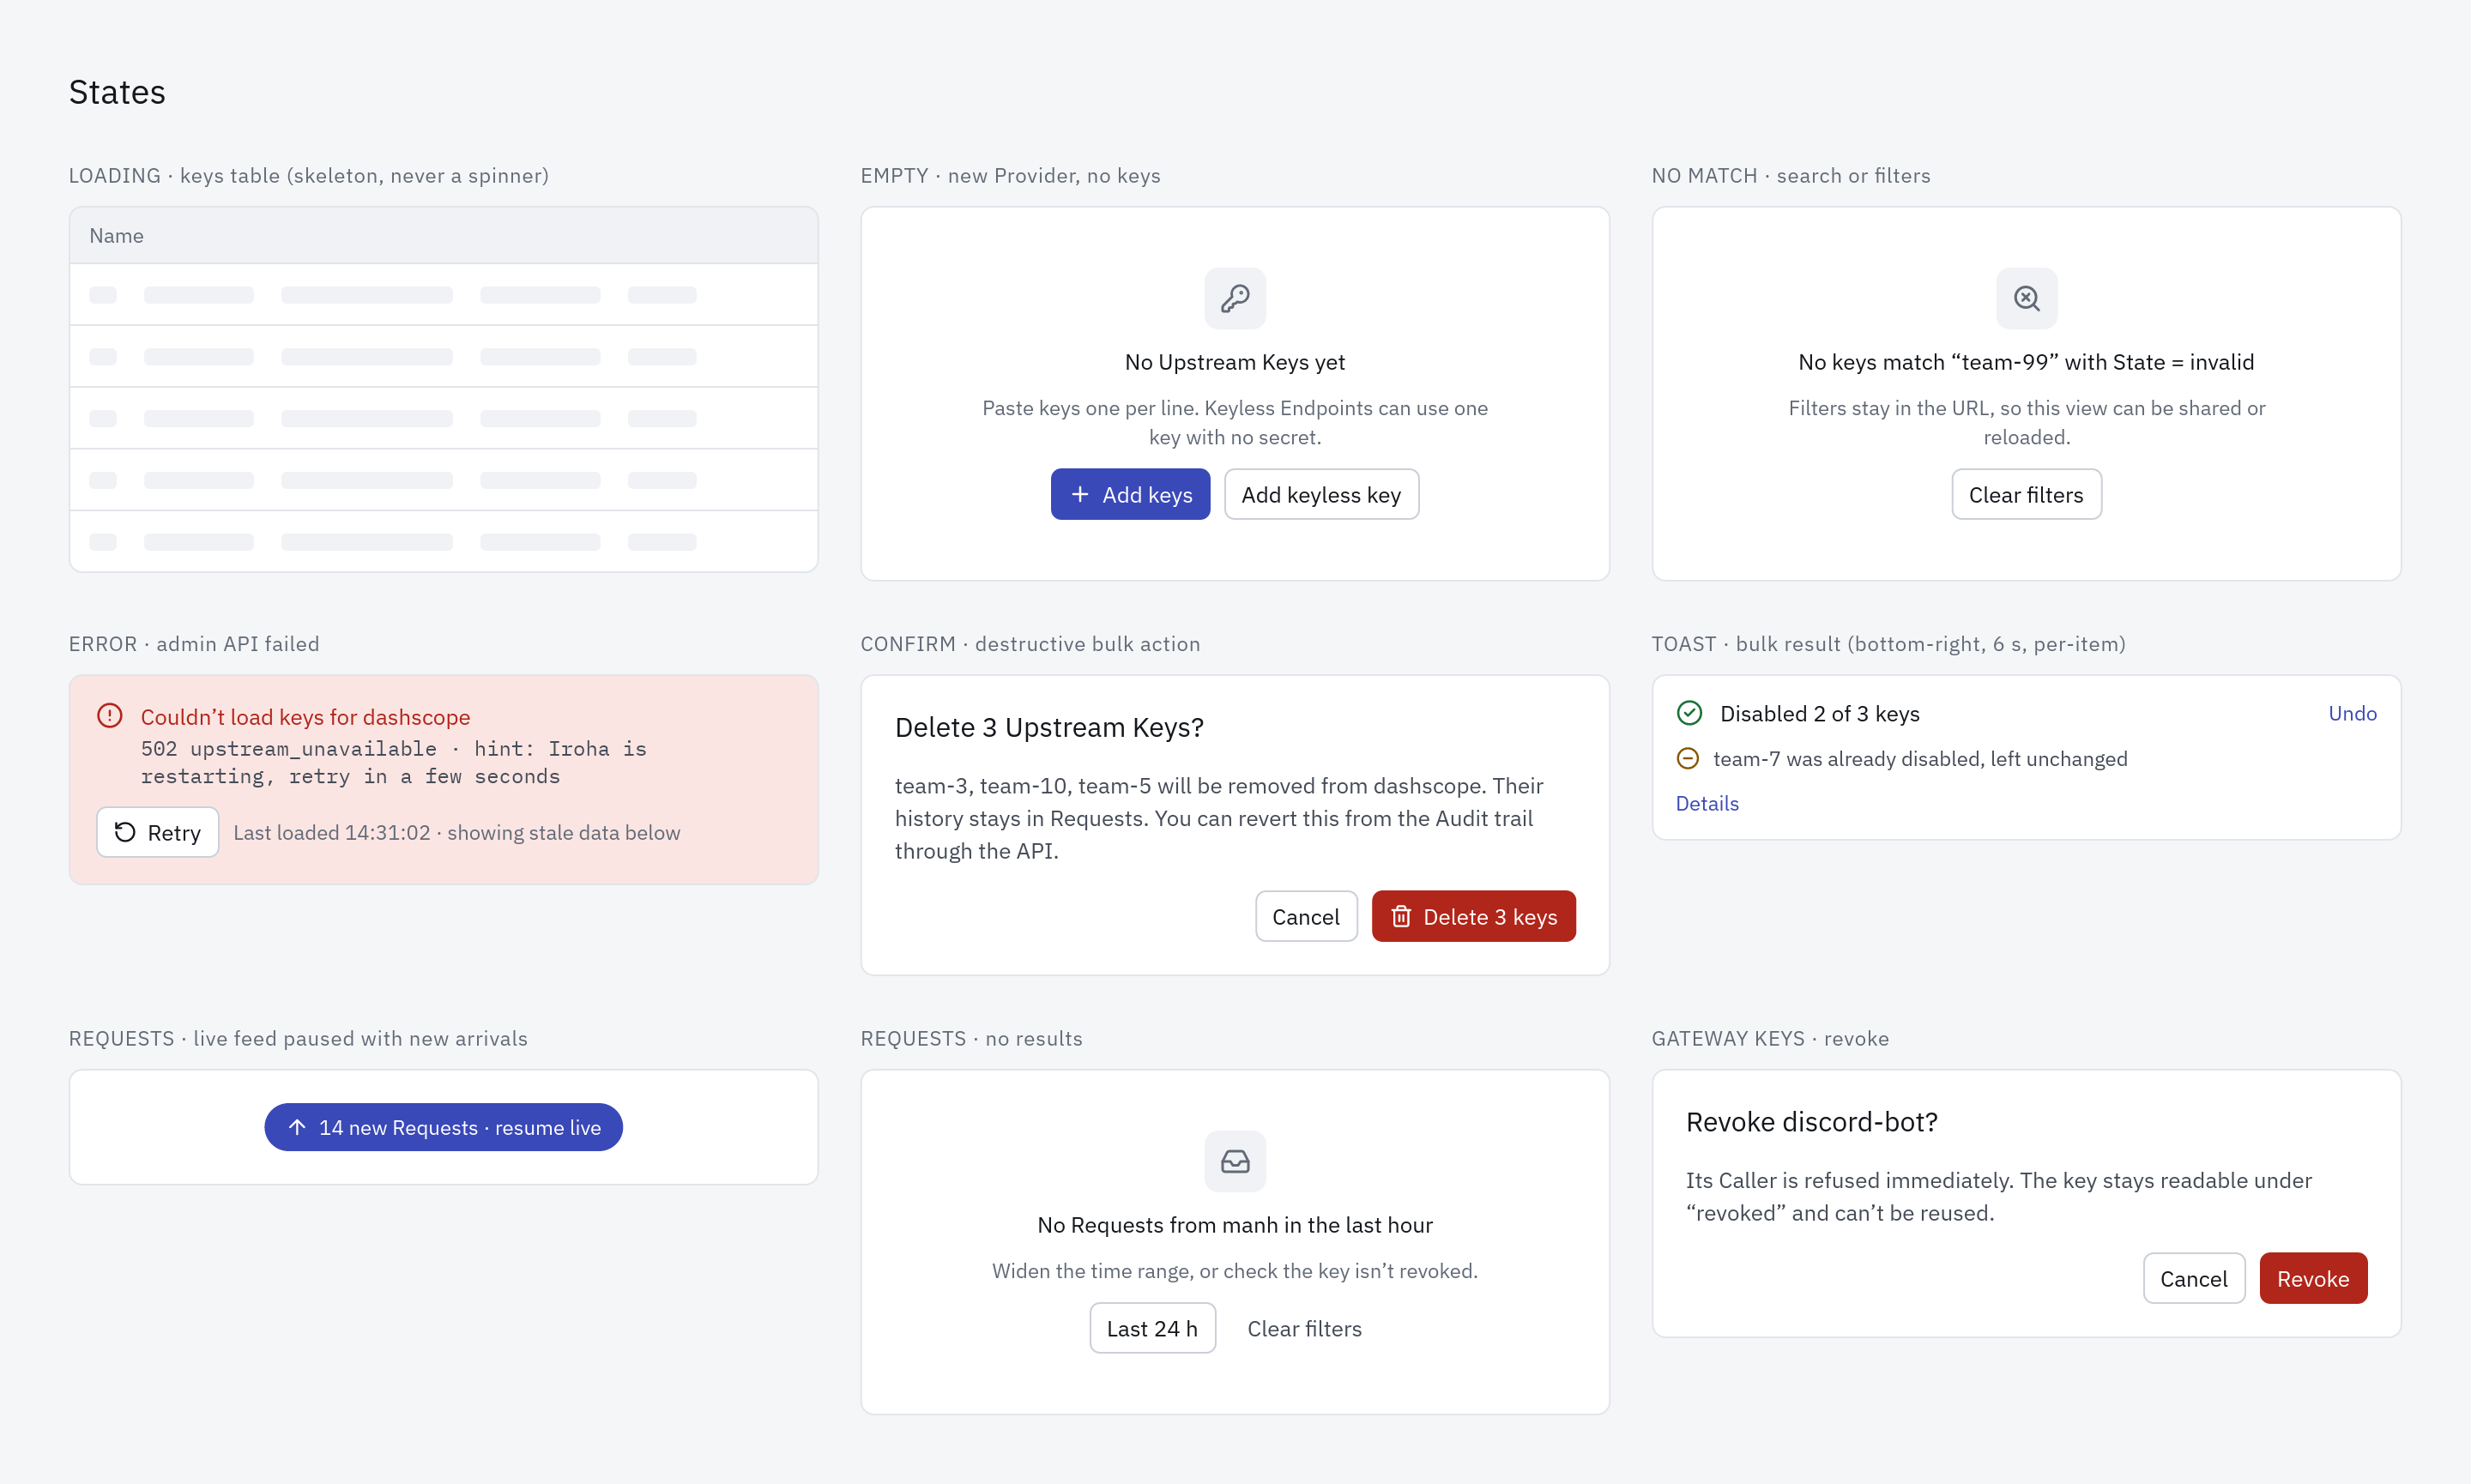 States
LOADING · keys table (skeleton, never a spinner)
Name
EMPTY · new Provider, no keys
No Upstream Keys yet
Paste keys one per line. Keyless Endpoints can use one
key with no secret.
Add keys
Add keyless key
NO MATCH · search or filters
No keys match “team-99” with State = invalid
Filters stay in the URL, so this view can be shared or
reloaded.
Clear filters
ERROR · admin API failed
Couldn’t load keys for dashscope
502 upstream_unavailable · hint: Iroha is
restarting, retry in a few seconds
Retry
Last loaded 14:31:02 · showing stale data below
CONFIRM · destructive bulk action
Delete 3 Upstream Keys?
team-3, team-10, team-5 will be removed from dashscope. Their
history stays in Requests. You can revert this from the Audit trail
through the API.
Cancel
Delete 3 keys
TOAST · bulk result (bottom-right, 6 s, per-item)
Disabled 2 of 3 keys
Undo
team-7 was already disabled, left unchanged
Details
REQUESTS · live feed paused with new arrivals
14 new Requests · resume live
REQUESTS · no results
No Requests from manh in the last hour
Widen the time range, or check the key isn’t revoked.
Last 24 h
Clear filters
GATEWAY KEYS · revoke
Revoke discord-bot?
Its Caller is refused immediately. The key stays readable under
“revoked” and can’t be reused.
Cancel
Revoke